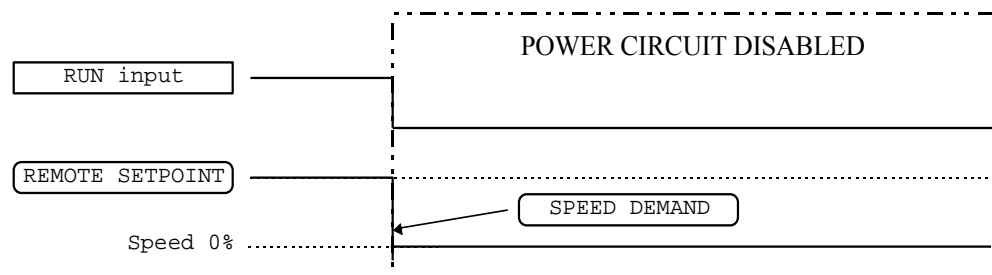 POWER CIRCUIT DISABLED
RUN input
REMOTE SETPOINT
SPEED DEMAND
Speed 0%